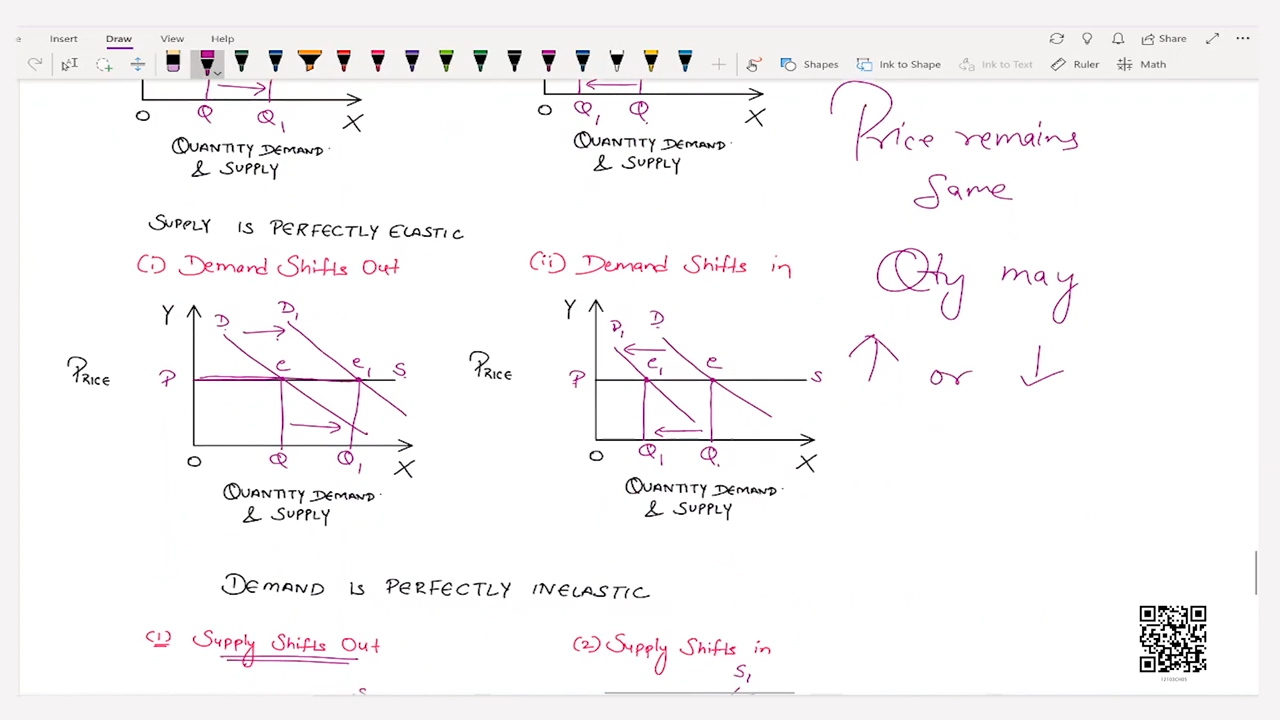 Insert Draw View Help Share
Shapes Ink to Shape Ink to Text Ruler Math
O Q Q1 X
QUANTITY DEMAND
& SUPPLY
O Q1 Q X
QUANTITY DEMAND
& SUPPLY
Price remains
Same
Qty may
↑ or ↓
SUPPLY IS PERFECTLY ELASTIC
(i) Demand Shifts Out
Y D D1
PRICE P e e1 S
O Q Q1 X
QUANTITY DEMAND
& SUPPLY
(ii) Demand Shifts in
Y D1 D
PRICE P e1 e S
O Q1 Q X
QUANTITY DEMAND
& SUPPLY
DEMAND IS PERFECTLY INELASTIC
(1) Supply Shifts Out
S
(2) Supply Shifts in
S1
12103CH05